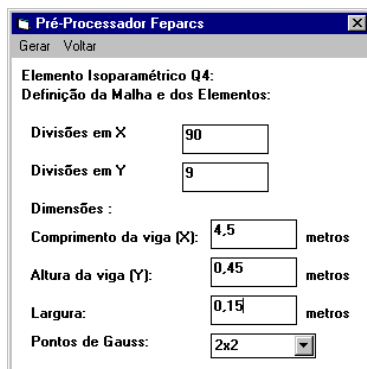 Pré-Processador Feparcs
Gerar Voltar
Elemento Isoparamétrico Q4:
Definição da Malha e dos Elementos:
Divisões em X 90
Divisões em Y 9
Dimensões :
Comprimento da viga (X): 4,5 metros
Altura da viga (Y): 0,45 metros
Largura: 0,15 metros
Pontos de Gauss: 2x2